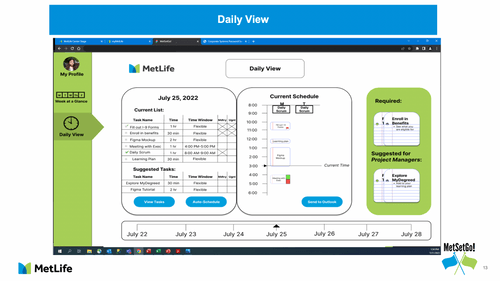 Daily View
MetLife
Daily View
My Profile
Week at a Glance
Daily View
July 25, 2022
Current List:
Task Name Time Time Window
Fill out I-9 Forms 1 hr Flexible
Enroll in benefits 30 min Flexible
Figma Mockup 2 hr Flexible
Meeting with Exec 1 hr 4:00 PM-5:00 PM
Daily Scrum 1 hr 8:00 AM-9:00 AM
Learning Plan 30 min Flexible
Suggested Tasks:
Task Name Time Time Window
Explore MyDegreed 30 min Flexible
Figma Tutorial 2 hr Flexible
View Tasks Auto Schedule
Current Schedule
M T
8:00
Daily Scrum Daily Scrum
9:00
10:00
11:00
12:00
1:00
2:00
3:00
Current Time
4:00
5:00
6:00
Send to Outlook
Required:
Enroll in
Benefits
Suggested for
Project Managers:
Explore
MyDegreed
July 22 July 23 July 24 July 25 July 26 July 27 July 28
MetLife
MetSetGo!